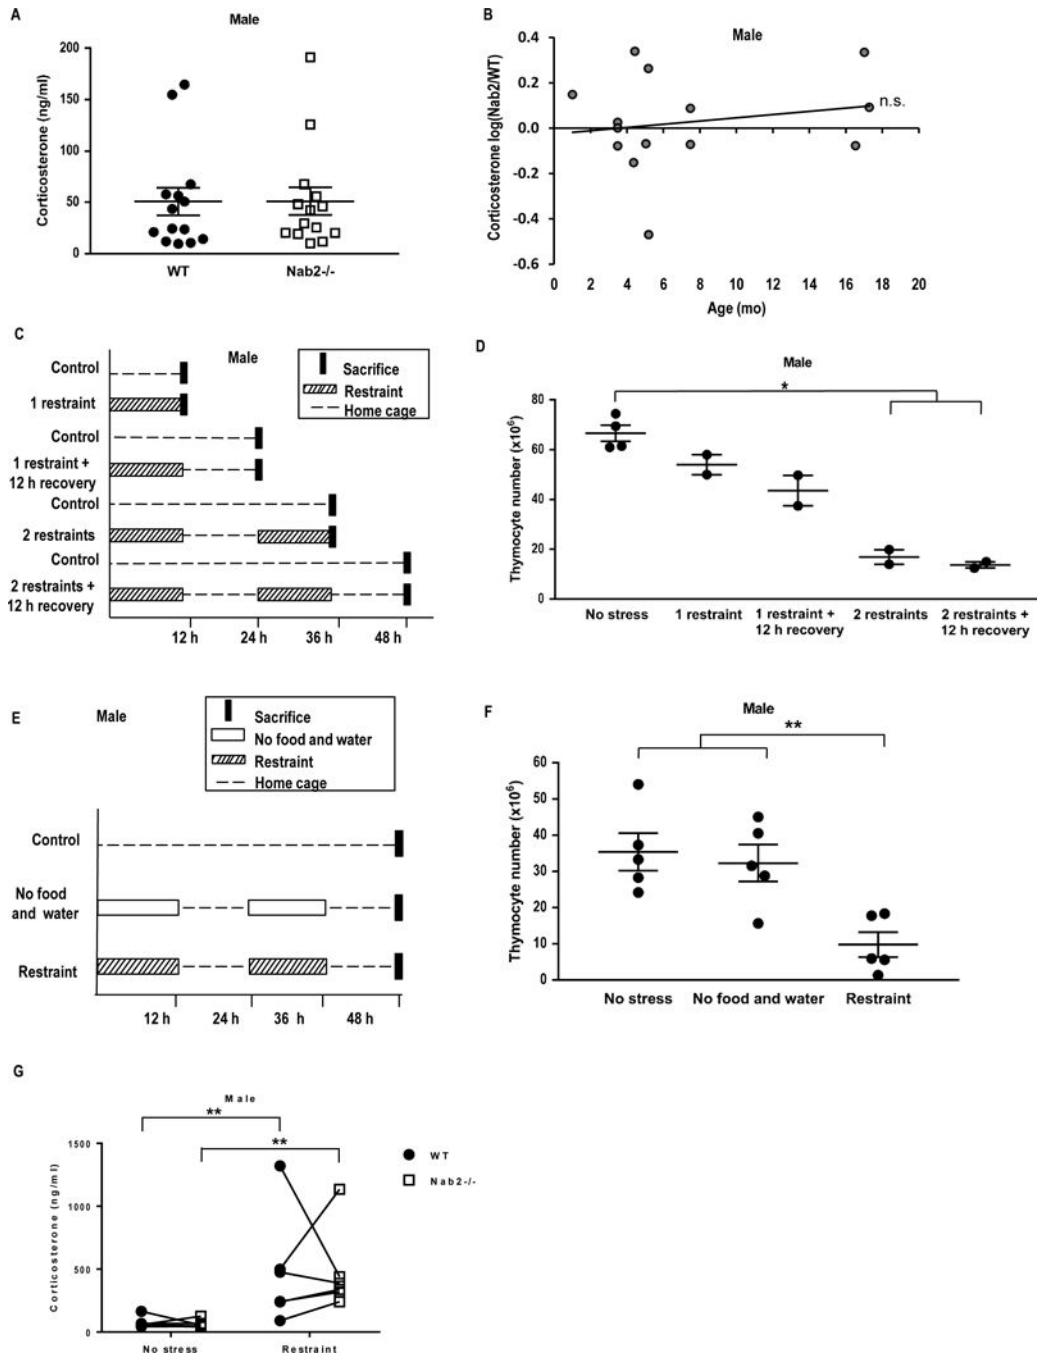 A
Male
Corticosterone (ng/ml)
200
150
100
50
0
WT
Nab2-/-
B
Male
Corticosterone log(Nab2/WT)
0.4
0.2
0.0
-0.2
-0.4
-0.6
n.s.
0 2 4 6 8 10 12 14 16 18 20
Age (mo)
C
Male
Sacrifice
Restraint
Home cage
Control
1 restraint
Control
1 restraint +
12 h recovery
Control
2 restraints
Control
2 restraints +
12 h recovery
12 h 24 h 36 h 48 h
D
Male
*
Thymocyte number (x10⁶)
80
60
40
20
0
No stress
1 restraint
1 restraint +
12 h recovery
2 restraints
2 restraints +
12 h recovery
E
Male
Sacrifice
No food and water
Restraint
Home cage
Control
No food
and water
Restraint
12 h 24 h 36 h 48 h
F
Male
**
Thymocyte number (x10⁶)
60
50
40
30
20
10
0
No stress
No food and water
Restraint
G
Male
**
**
Corticosterone (ng/ml)
1500
1000
500
0
No stress
Restraint
WT
Nab2-/-